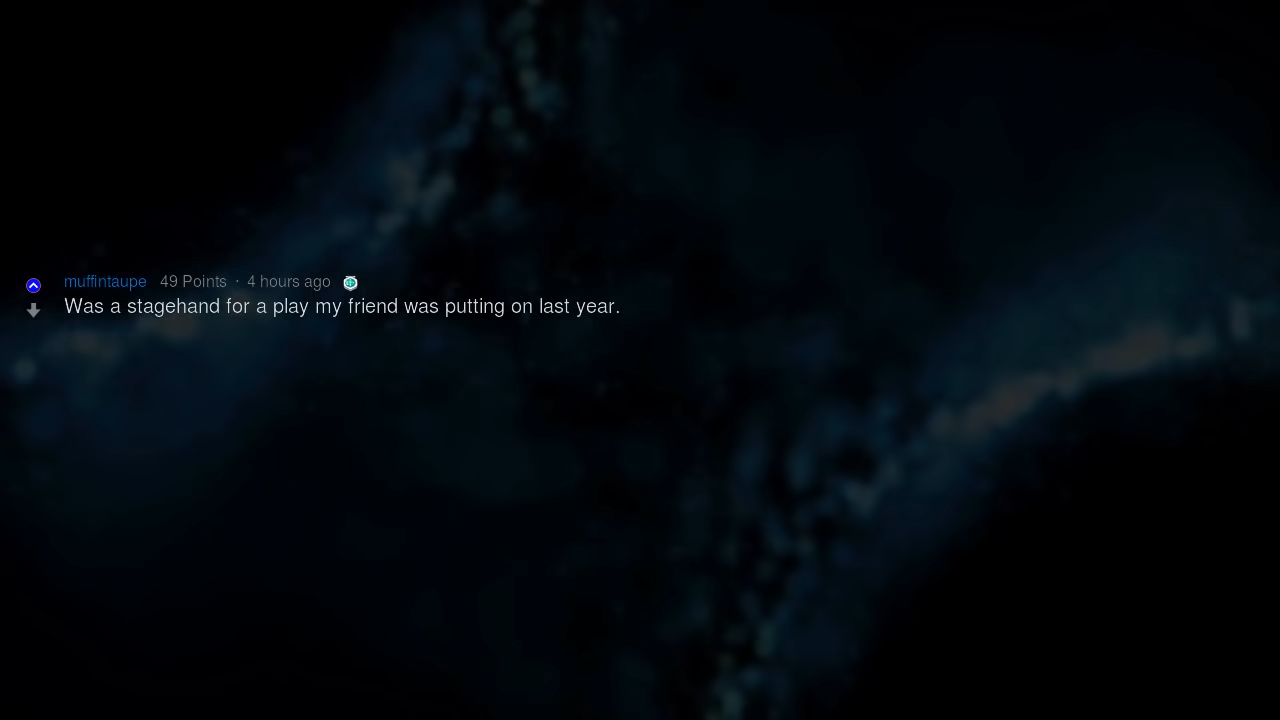 muffintaupe 49 Points · 4 hours ago
Was a stagehand for a play my friend was putting on last year.